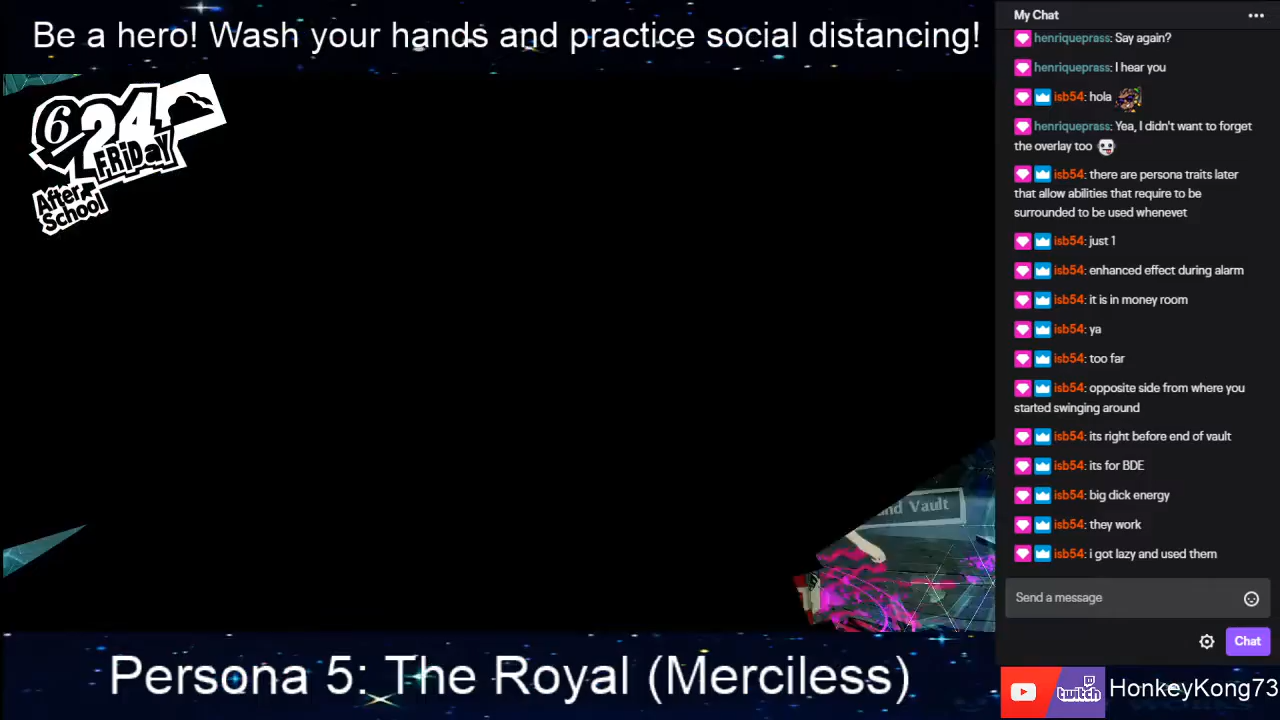 Be a hero! Wash your hands and practice social distancing!
6/24
FRIDAY
After
School
nd Vault
Persona 5: The Royal (Merciless)
My Chat
henriqueprass: Say again?
henriqueprass: I hear you
isb54: hola
henriqueprass: Yea, I didn't want to forget
the overlay too
isb54: there are persona traits later
that allow abilities that require to be
surrounded to be used whenevet
isb54: just 1
isb54: enhanced effect during alarm
isb54: it is in money room
isb54: ya
isb54: too far
isb54: opposite side from where you
started swinging around
isb54: its right before end of vault
isb54: its for BDE
isb54: big dick energy
isb54: they work
isb54: i got lazy and used them
Send a message
Chat
twitch
HonkeyKong73